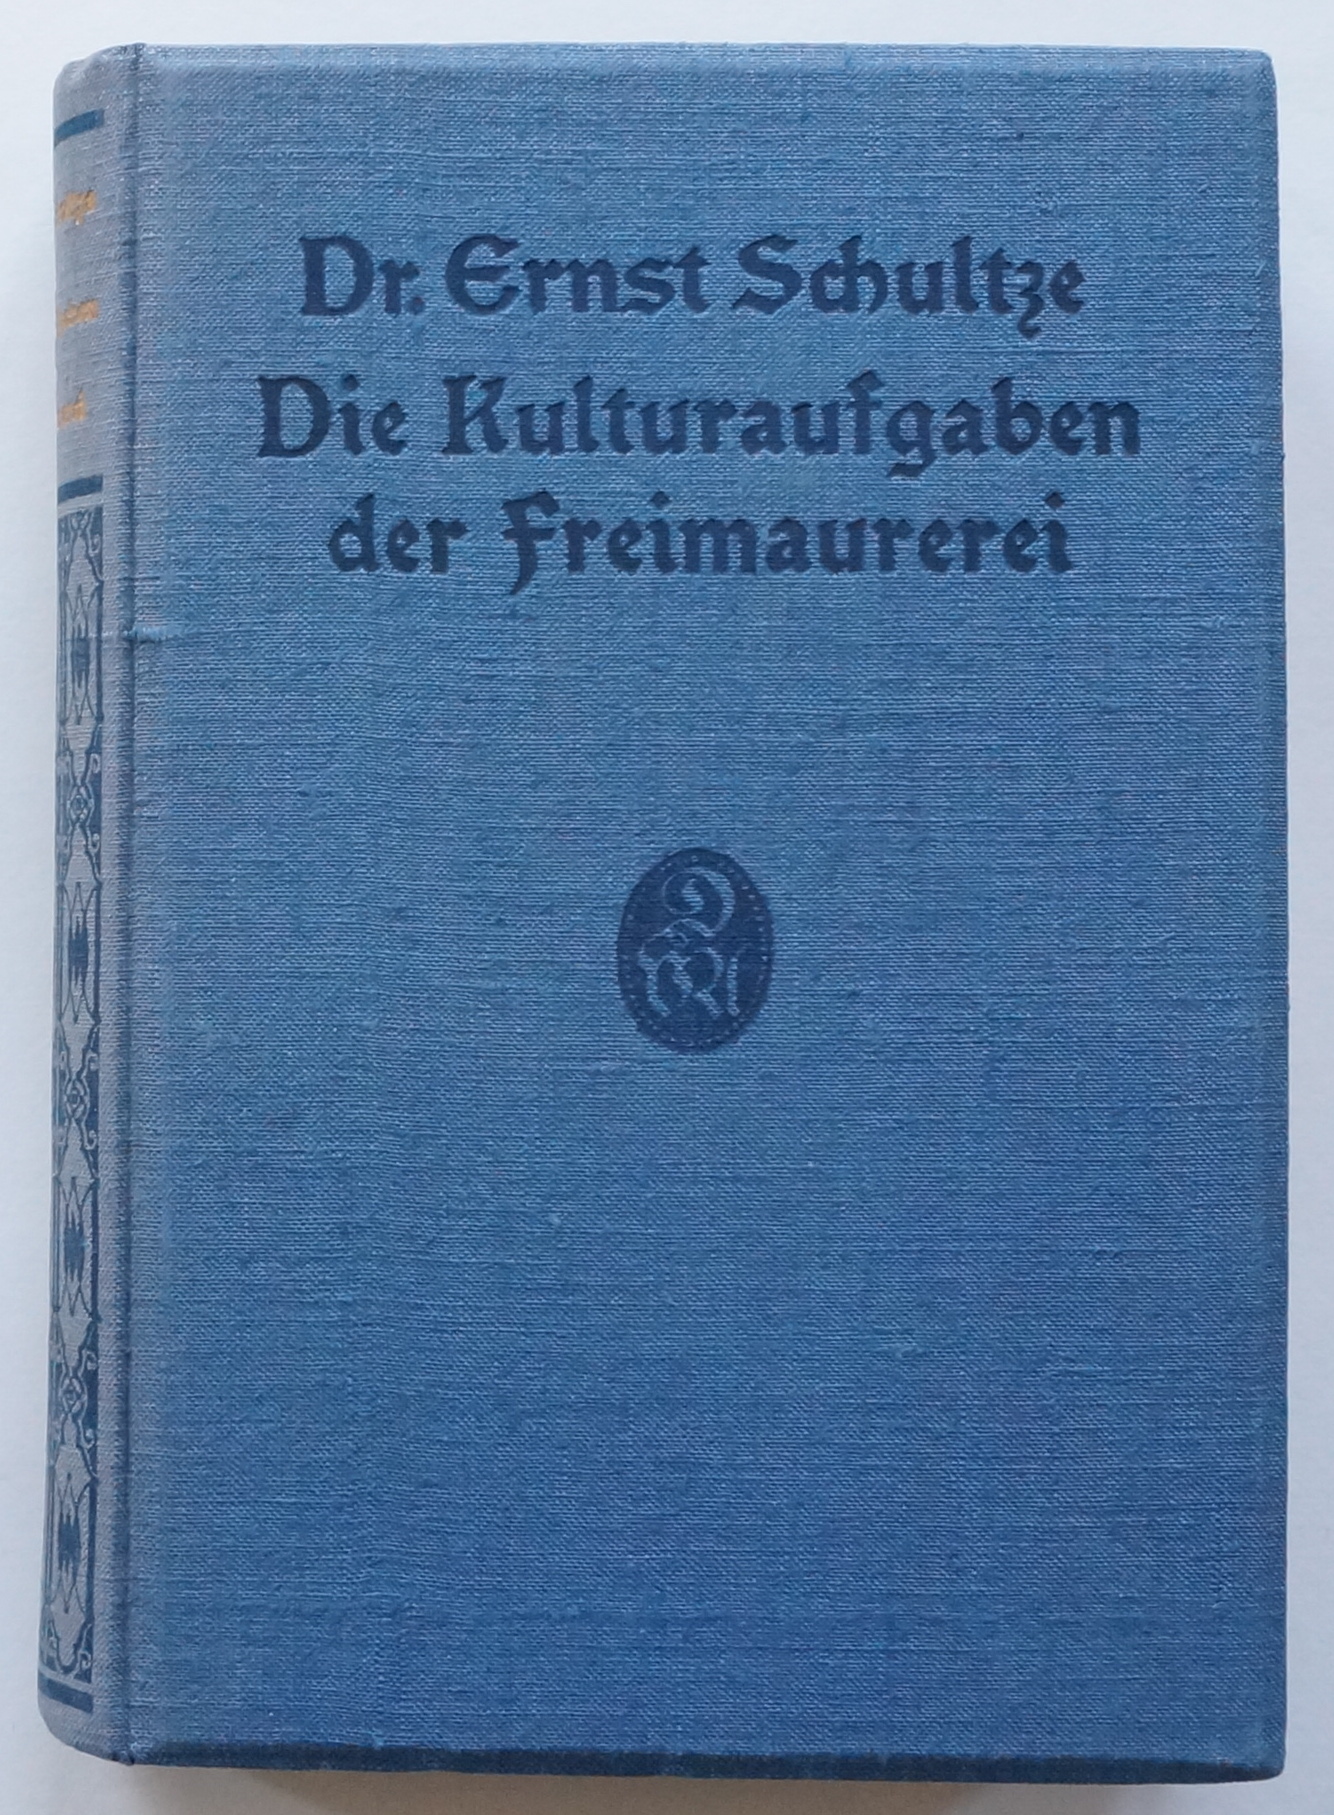 Dr. Ernst Schultze
Die Kulturaufgaben
der Freimaurerei